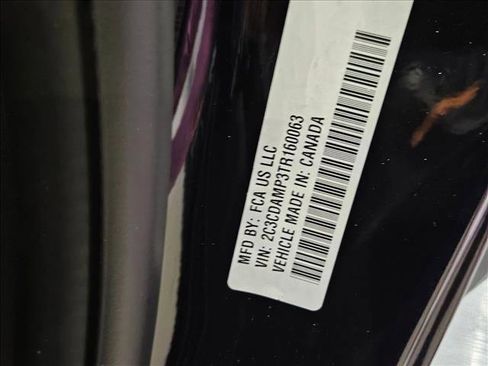 MFD BY: FCA US LLC
VIN: 2C3CDAMP3TR160063
VEHICLE MADE IN: CANADA